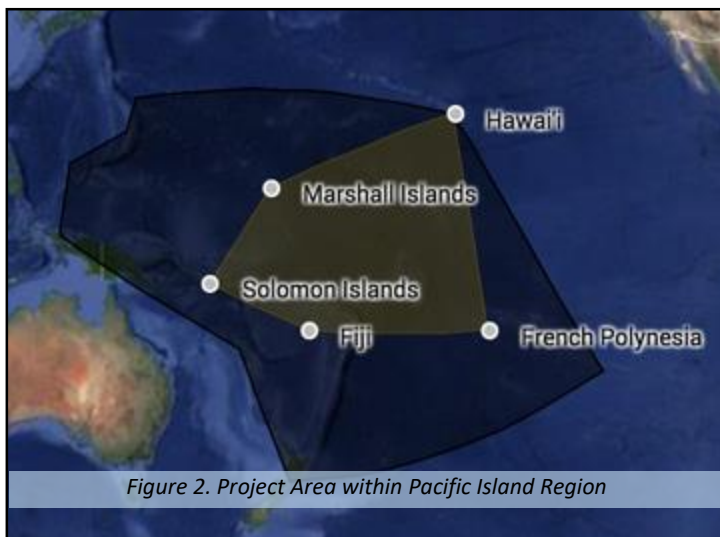 Hawai'i
Marshall Islands
Solomon Islands
Fiji
French Polynesia
Figure 2. Project Area within Pacific Island Region